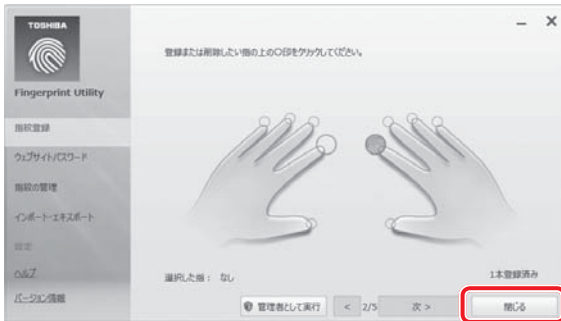 TOSHIBA
Fingerprint Utility
指紋登録
ウェブサイト/パスワード
指紋の管理
インポート・エキスポート
設定
ヘルプ
バージョン情報
登録または削除したい指の上の○印をクリックしてください。
選択した指： なし
1本登録済み
管理者として実行
<
2/5
次 >
閉じる